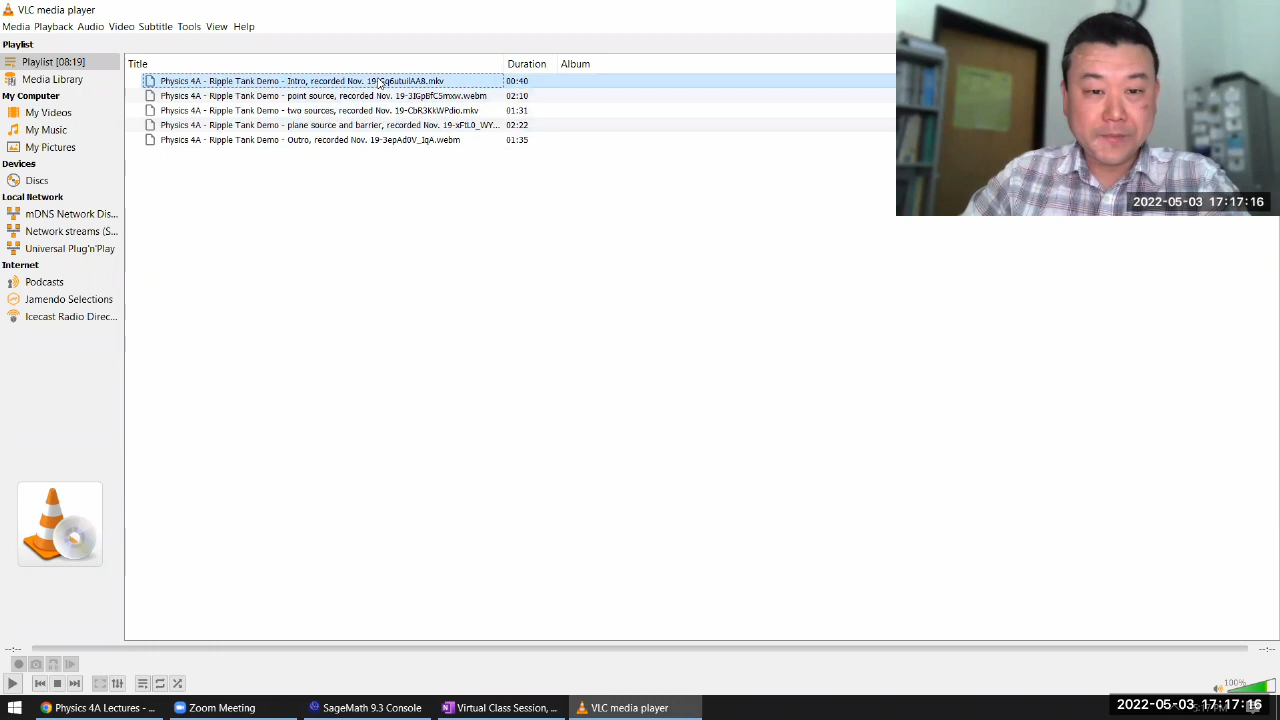 VLC media player
Media Playback Audio Video Subtitle Tools View Help
Playlist
Playlist [08:19]
Media Library
My Computer
My Videos
My Music
My Pictures
Devices
Discs
Local Network
mDNS Network Dis...
Network streams (S...
Universal Plug'n'Play
Internet
Podcasts
Jamendo Selections
Icecast Radio Direc...
Title Duration Album
Physics 4A - Ripple Tank Demo - Intro, recorded Nov. 00:40
Physics 4A - Ripple Tank Demo - point source, recorded Nov. 02:10
Physics 4A - Ripple Tank Demo - two sources, recorded Nov. 01:31
Physics 4A - Ripple Tank Demo - plane source and barrier, recorded Nov. 02:22
Physics 4A - Ripple Tank Demo - Outro, recorded Nov. 01:35
2022-05-03 17:17:16
--:-- --:--
100%
Physics 4A Lectures - ... Zoom Meeting SageMath 9.3 Console Virtual Class Session, ... VLC media player 2022-05-03 17:17:16